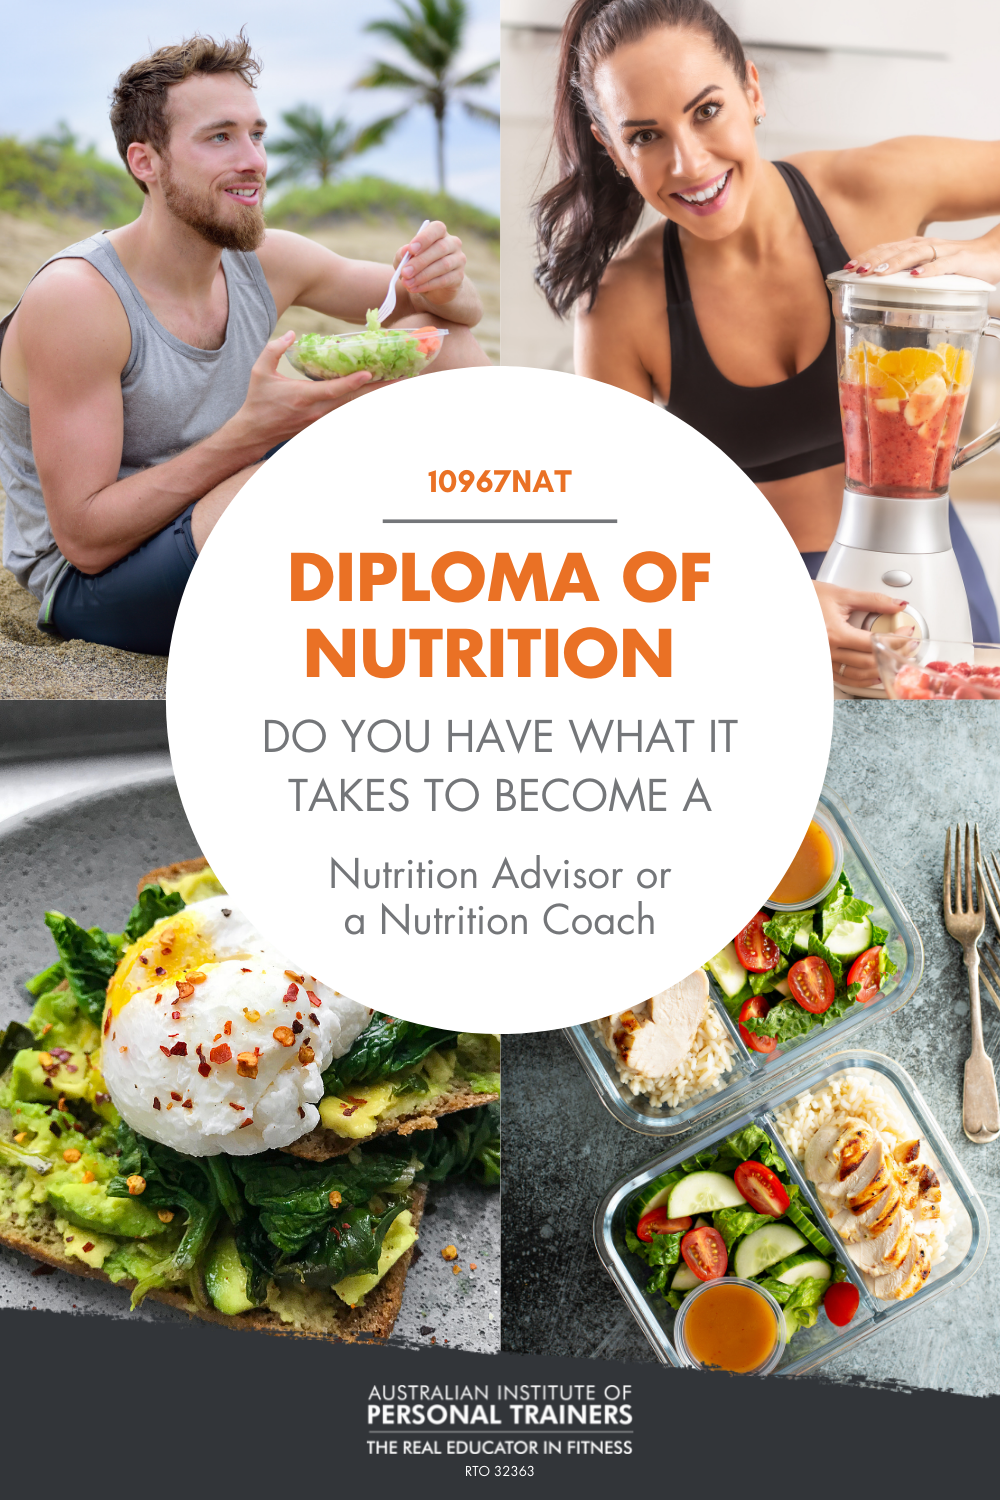 10967NAT
DIPLOMA OF
NUTRITION
DO YOU HAVE WHAT IT
TAKES TO BECOME A
Nutrition Advisor or
a Nutrition Coach
AUSTRALIAN INSTITUTE OF
PERSONAL TRAINERS
THE REAL EDUCATOR IN FITNESS
RTO 32363